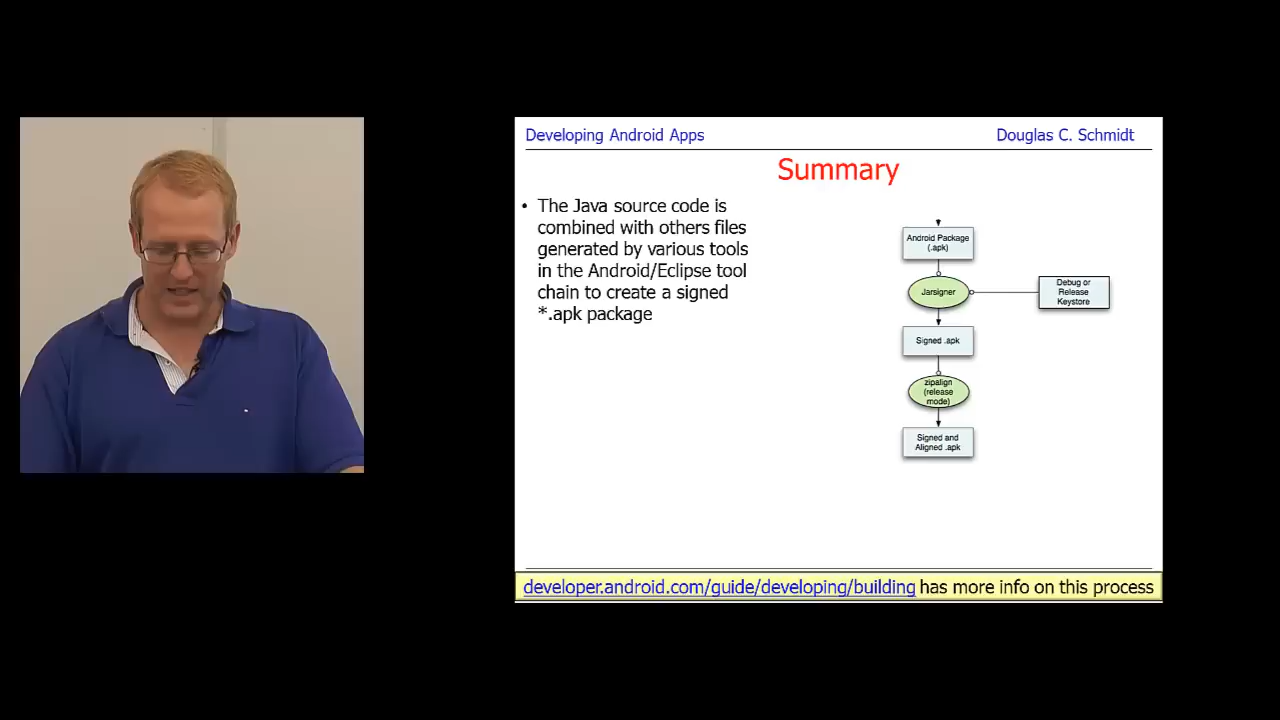 Developing Android Apps
Douglas C. Schmidt
Summary
• The Java source code is
combined with others files
generated by various tools
in the Android/Eclipse tool
chain to create a signed
*.apk package
Android Package
(.apk)
Jarsigner
Debug or
Release
Keystore
Signed .apk
zipalign
(release
mode)
Signed and
Aligned .apk
developer.android.com/guide/developing/building has more info on this process